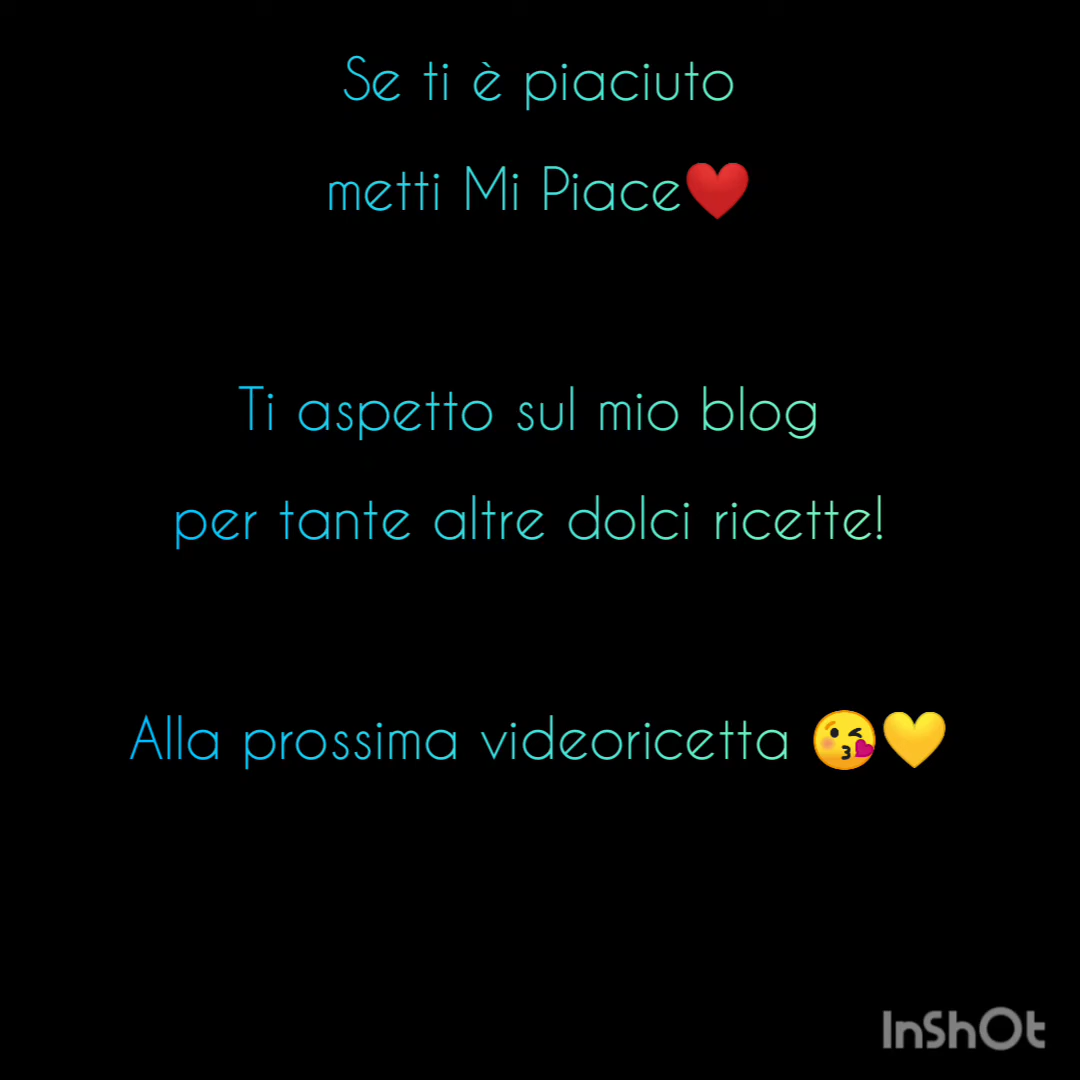 Se ti è piaciuto
metti Mi Piace❤️
Ti aspetto sul mio blog
per tante altre dolci ricette!
Alla prossima videoricetta 😘💛
InShOt